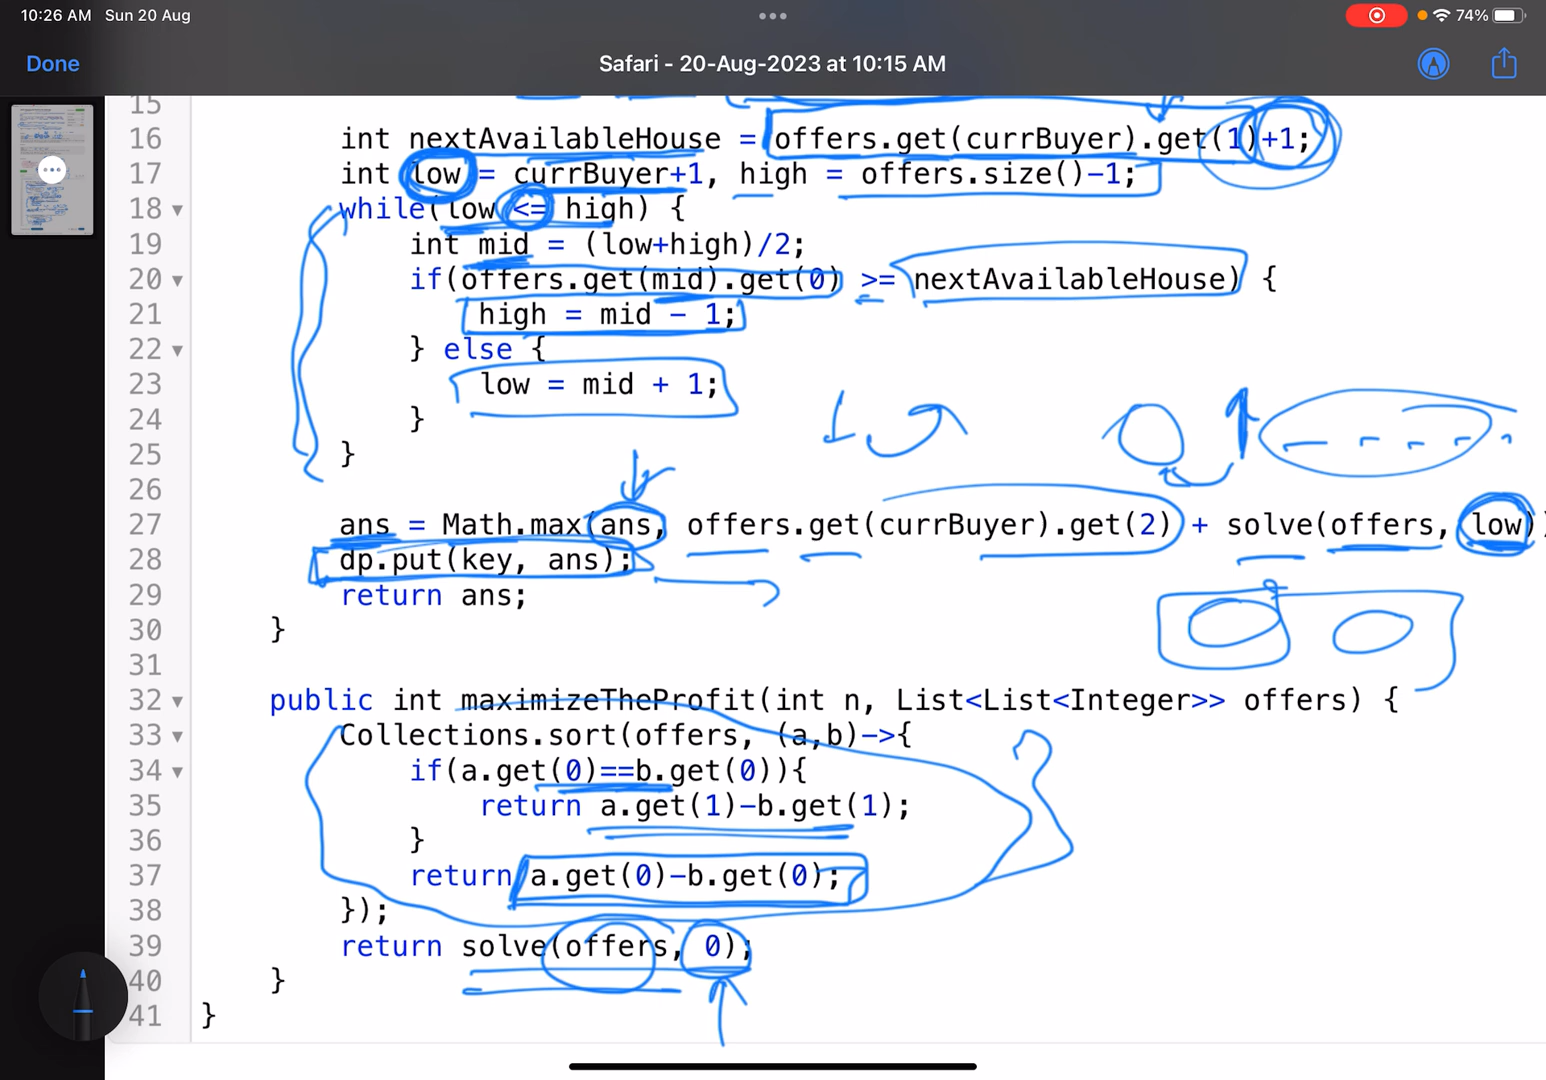 10:26 AM Sun 20 Aug
74%
Done
Safari - 20-Aug-2023 at 10:15 AM
15
16 int nextAvailableHouse = offers.get(currBuyer).get(1)+1;
17 int low = currBuyer+1, high = offers.size()-1;
18 while(low <= high) {
19 int mid = (low+high)/2;
20 if(offers.get(mid).get(0) >= nextAvailableHouse) {
21 high = mid - 1;
22 } else {
23 low = mid + 1;
24 }
25 }
26
27 ans = Math.max(ans, offers.get(currBuyer).get(2) + solve(offers, low))
28 dp.put(key, ans);
29 return ans;
30 }
31
32 public int maximizeTheProfit(int n, List<List<Integer>> offers) {
33 Collections.sort(offers, (a,b)->{
34 if(a.get(0)==b.get(0)){
35 return a.get(1)-b.get(1);
36 }
37 return a.get(0)-b.get(0);
38 });
39 return solve(offers, 0);
40 }
41 }